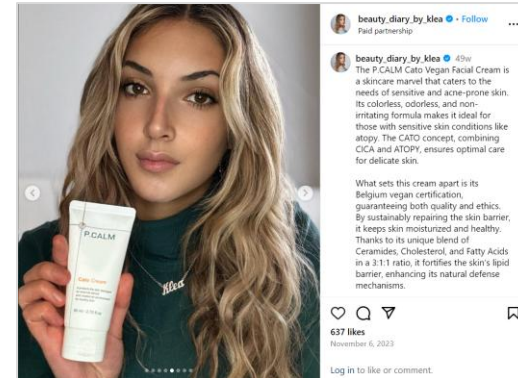 beauty_diary_by_klea • Follow
Paid partnership
beauty_diary_by_klea 49w
The P.CALM Cato Vegan Facial Cream is
a skincare marvel that caters to the
needs of sensitive and acne-prone skin.
Its colorless, odorless, and non-
irritating formula makes it ideal for
those with sensitive skin conditions like
atopy. The CATO concept, combining
CICA and ATOPY, ensures optimal care
for delicate skin.
What sets this cream apart is its
Belgium vegan certification,
guaranteeing both quality and ethics.
By sustainably repairing the skin barrier,
it keeps skin moisturized and healthy.
Thanks to its unique blend of
Ceramides, Cholesterol, and Fatty Acids
in a 3:1:1 ratio, it fortifies the skin's lipid
barrier, enhancing its natural defense
mechanisms.
637 likes
November 6, 2023
Log in to like or comment.
P.CALM
Cato Cream
Klea